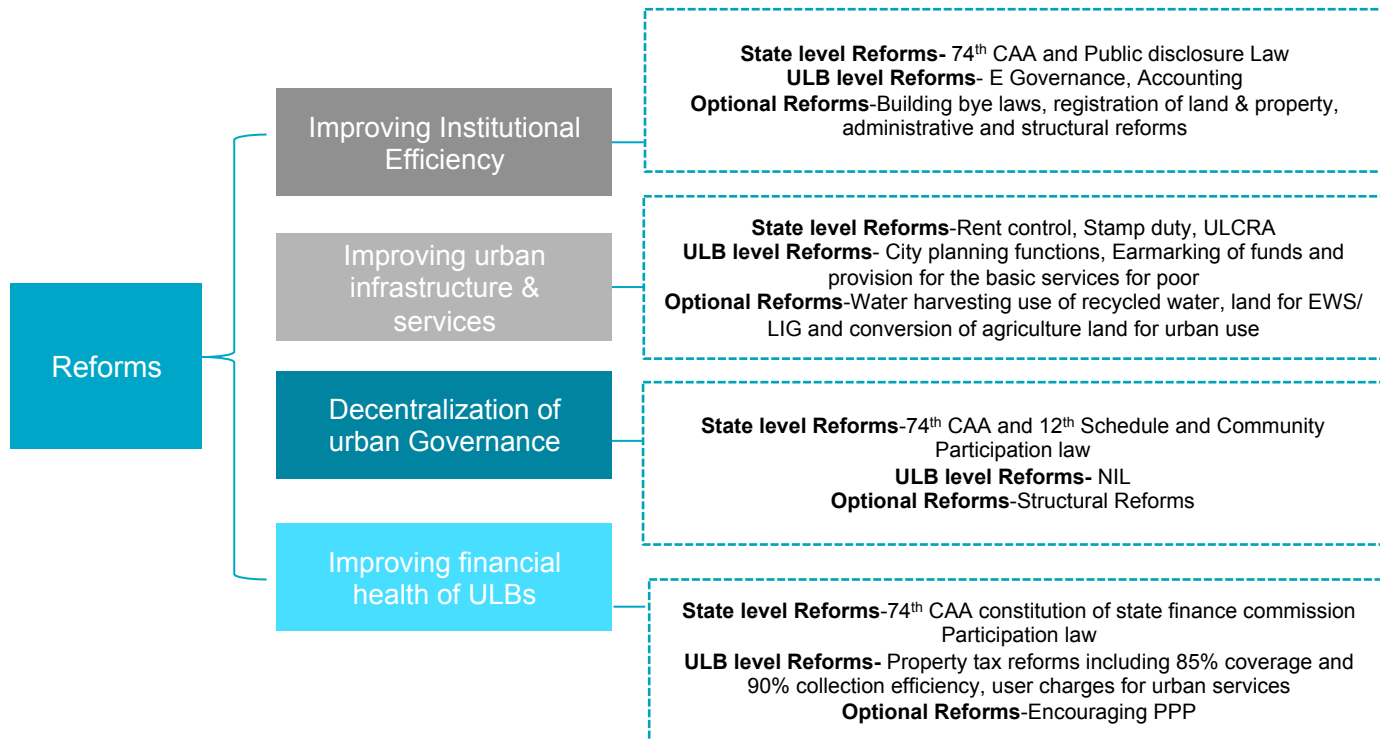 Reforms
Improving Institutional
Efficiency
State level Reforms- 74th CAA and Public disclosure Law
ULB level Reforms- E Governance, Accounting
Optional Reforms-Building bye laws, registration of land & property,
administrative and structural reforms
Improving urban
infrastructure &
services
State level Reforms-Rent control, Stamp duty, ULCRA
ULB level Reforms- City planning functions, Earmarking of funds and
provision for the basic services for poor
Optional Reforms-Water harvesting use of recycled water, land for EWS/
LIG and conversion of agriculture land for urban use
Decentralization of
urban Governance
State level Reforms-74th CAA and 12th Schedule and Community
Participation law
ULB level Reforms- NIL
Optional Reforms-Structural Reforms
Improving financial
health of ULBs
State level Reforms-74th CAA constitution of state finance commission
Participation law
ULB level Reforms- Property tax reforms including 85% coverage and
90% collection efficiency, user charges for urban services
Optional Reforms-Encouraging PPP